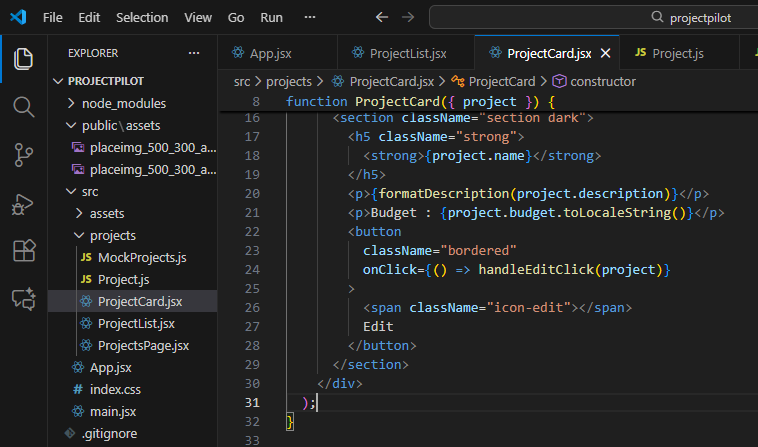 File Edit Selection View Go Run ··· projectpilot
EXPLORER ···
PROJECTPILOT
node_modules
public\assets
placeimg_500_300_a...
placeimg_500_300_a...
src
assets
projects
JS MockProjects.js
JS Project.js
ProjectCard.jsx
ProjectList.jsx
ProjectsPage.jsx
App.jsx
# index.css
main.jsx
.gitignore
App.jsx ProjectList.jsx ProjectCard.jsx JS Project.js
src > projects > ProjectCard.jsx > ProjectCard > constructor
8 function ProjectCard({ project }) {
16 <section className="section dark">
17 <h5 className="strong">
18 <strong>{project.name}</strong>
19 </h5>
20 <p>{formatDescription(project.description)}</p>
21 <p>Budget : {project.budget.toLocaleString()}</p>
22 <button
23 className="bordered"
24 onClick={() => handleEditClick(project)}
25 >
26 <span className="icon-edit"></span>
27 Edit
28 </button>
29 </section>
30 </div>
31 );
32 }
33